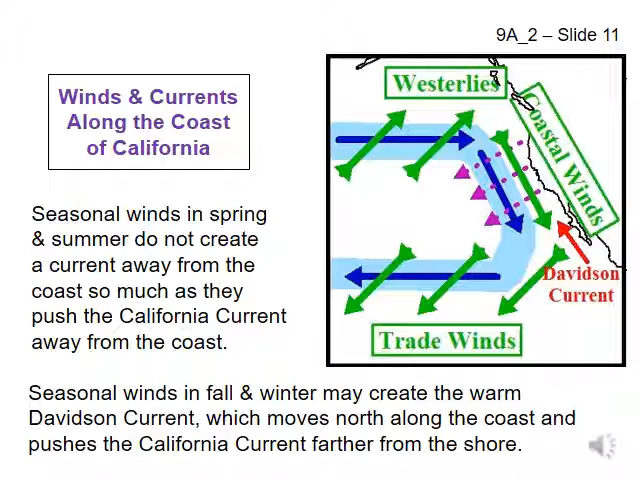 9A_2 – Slide 11
Winds & Currents
Along the Coast
of California
Westerlies
Coastal Winds
Seasonal winds in spring
& summer do not create
a current away from the
coast so much as they
push the California Current
away from the coast.
Davidson
Current
Trade Winds
Seasonal winds in fall & winter may create the warm
Davidson Current, which moves north along the coast and
pushes the California Current farther from the shore.